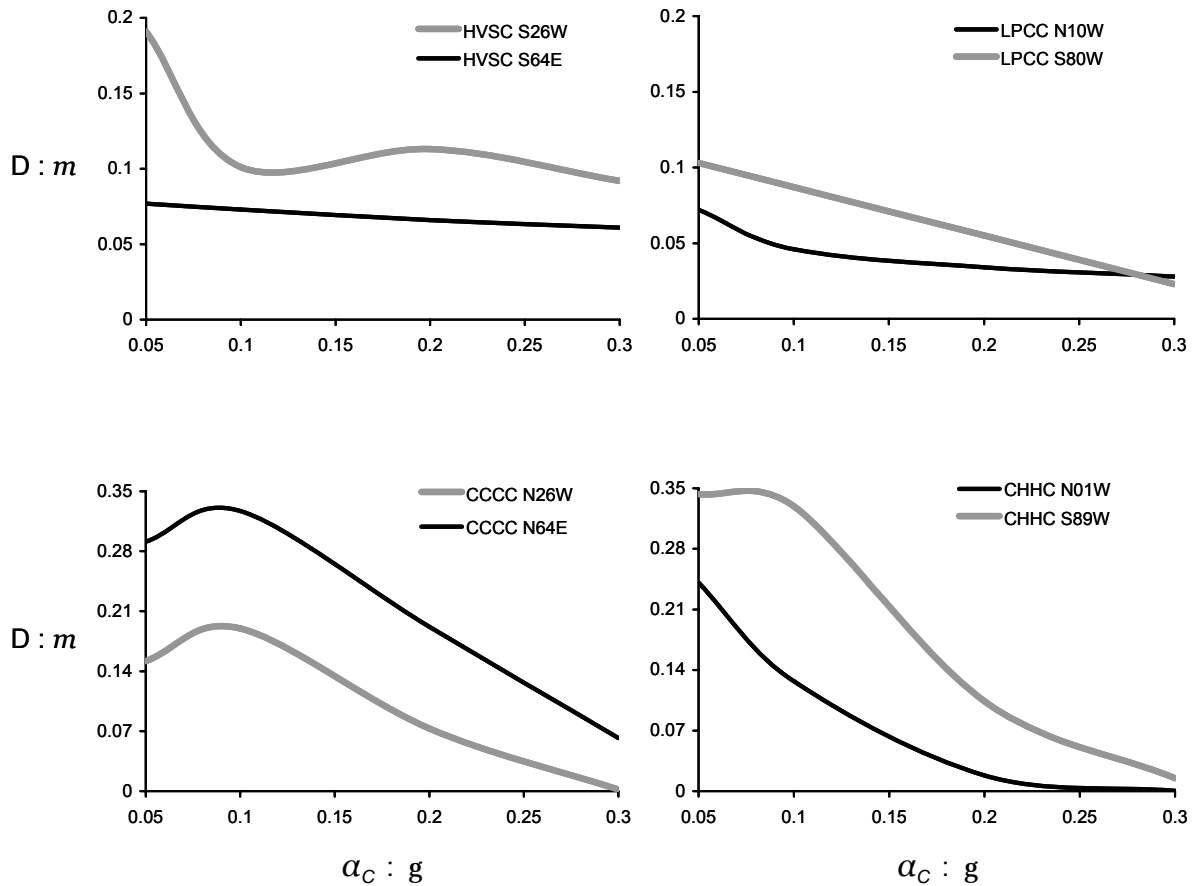 0.2
0.15
0.1
0.05
0
D : m
0.05 0.1 0.15 0.2 0.25 0.3
HVSC S26W
HVSC S64E
0.2
0.15
0.1
0.05
0
0.05 0.1 0.15 0.2 0.25 0.3
LPCC N10W
LPCC S80W
0.35
0.28
0.21
0.14
0.07
0
D : m
0.05 0.1 0.15 0.2 0.25 0.3
CCCC N26W
CCCC N64E
α_C : g
0.35
0.28
0.21
0.14
0.07
0
0.05 0.1 0.15 0.2 0.25 0.3
CHHC N01W
CHHC S89W
α_C : g